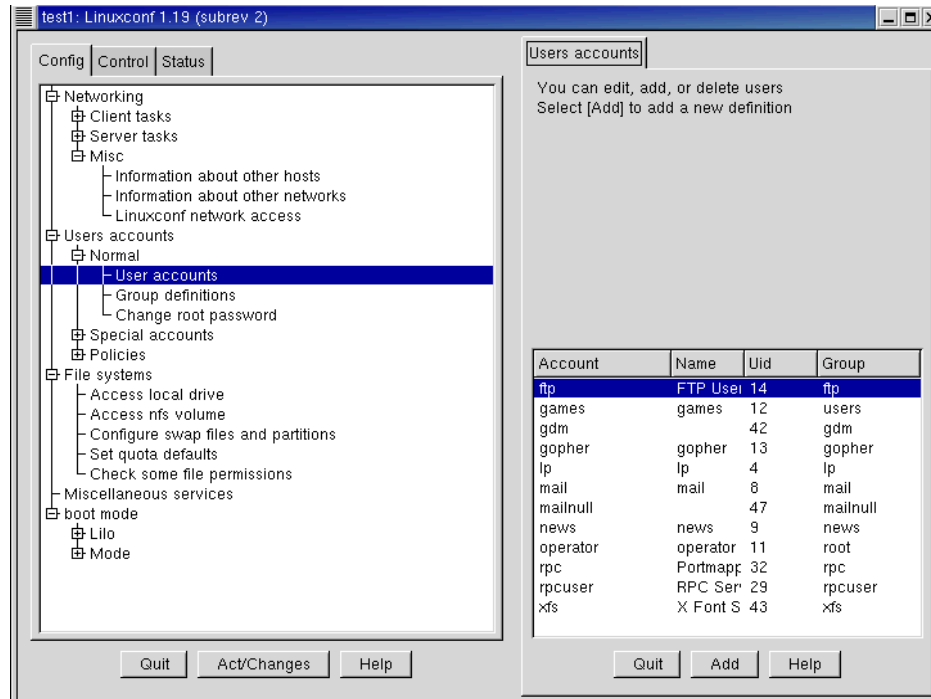 test1: Linuxconf 1.19 (subrev 2)
Config Control Status
Networking
Client tasks
Server tasks
Misc
Information about other hosts
Information about other networks
Linuxconf network access
Users accounts
Normal
User accounts
Group definitions
Change root password
Special accounts
Policies
File systems
Access local drive
Access nfs volume
Configure swap files and partitions
Set quota defaults
Check some file permissions
Miscellaneous services
boot mode
Lilo
Mode
Quit Act/Changes Help
Users accounts
You can edit, add, or delete users
Select [Add] to add a new definition
Account Name Uid Group
ftp FTP User 14 ftp
games games 12 users
gdm 42 gdm
gopher gopher 13 gopher
lp lp 4 lp
mail mail 8 mail
mailnull 47 mailnull
news news 9 news
operator operator 11 root
rpc Portmapp 32 rpc
rpcuser RPC Ser 29 rpcuser
xfs X Font S 43 xfs
Quit Add Help